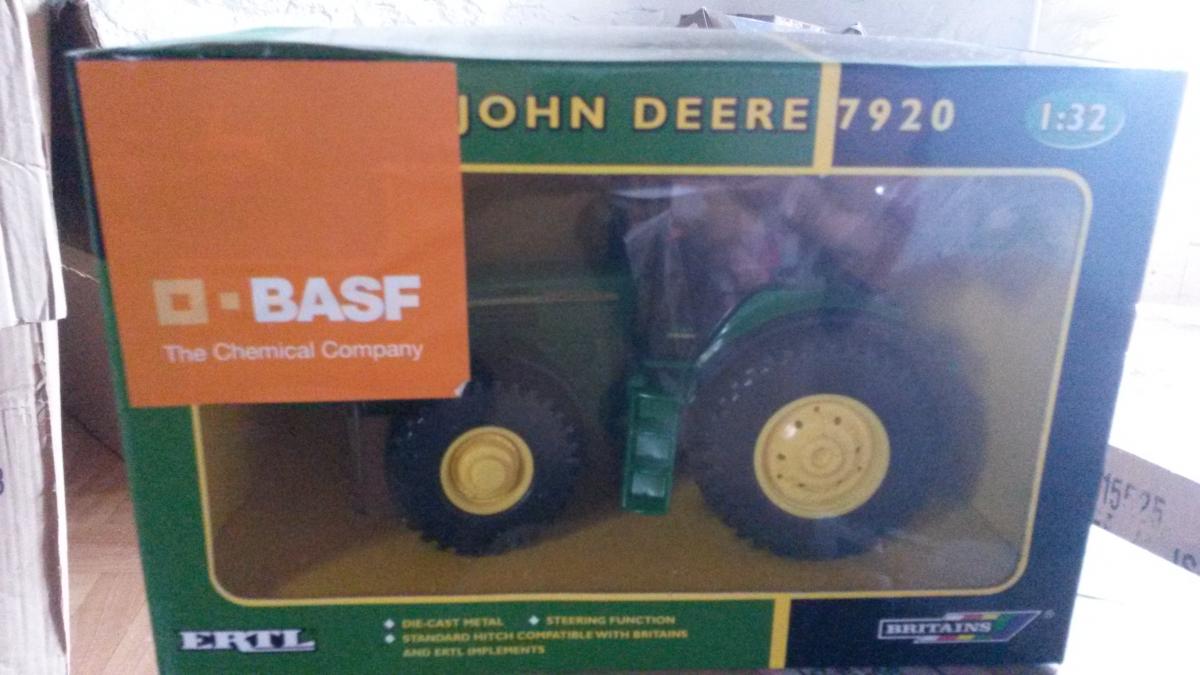 JOHN DEERE 7920
1:32
BASF
The Chemical Company
DIE-CAST METAL
STEERING FUNCTION
STANDARD HITCH COMPATIBLE WITH BRITAINS
AND ERTL IMPLEMENTS
ERTL
BRITAINS®